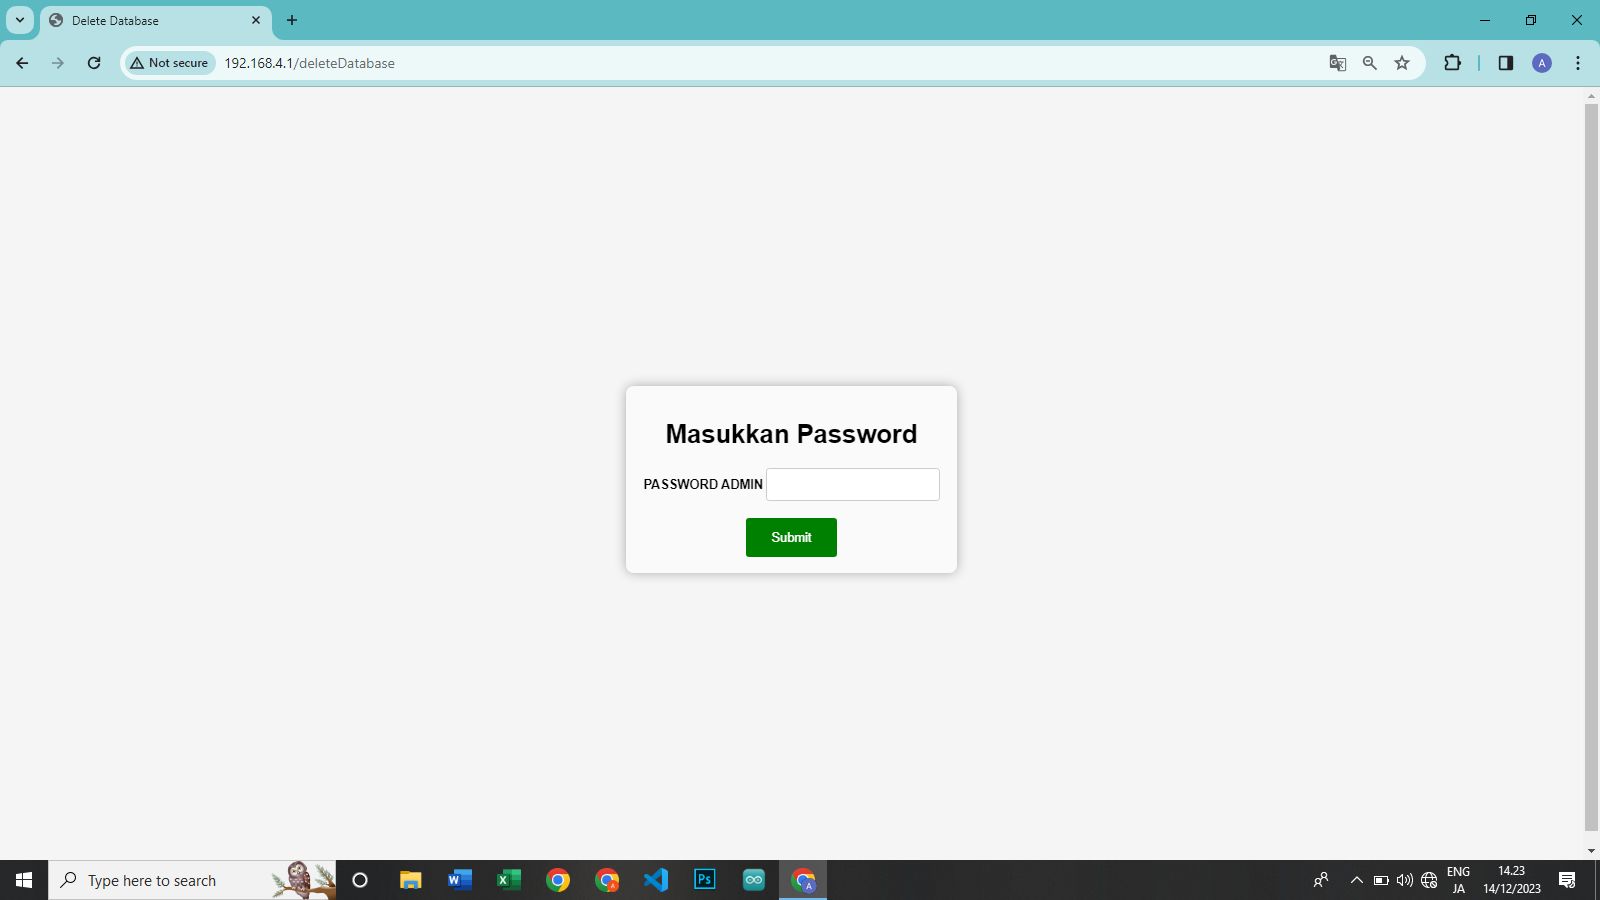 Delete Database
Not secure
192.168.4.1/deleteDatabase
A
Masukkan Password
PASSWORD ADMIN
Submit
Type here to search
Ps
A
A
ENG
JA
14.23
14/12/2023